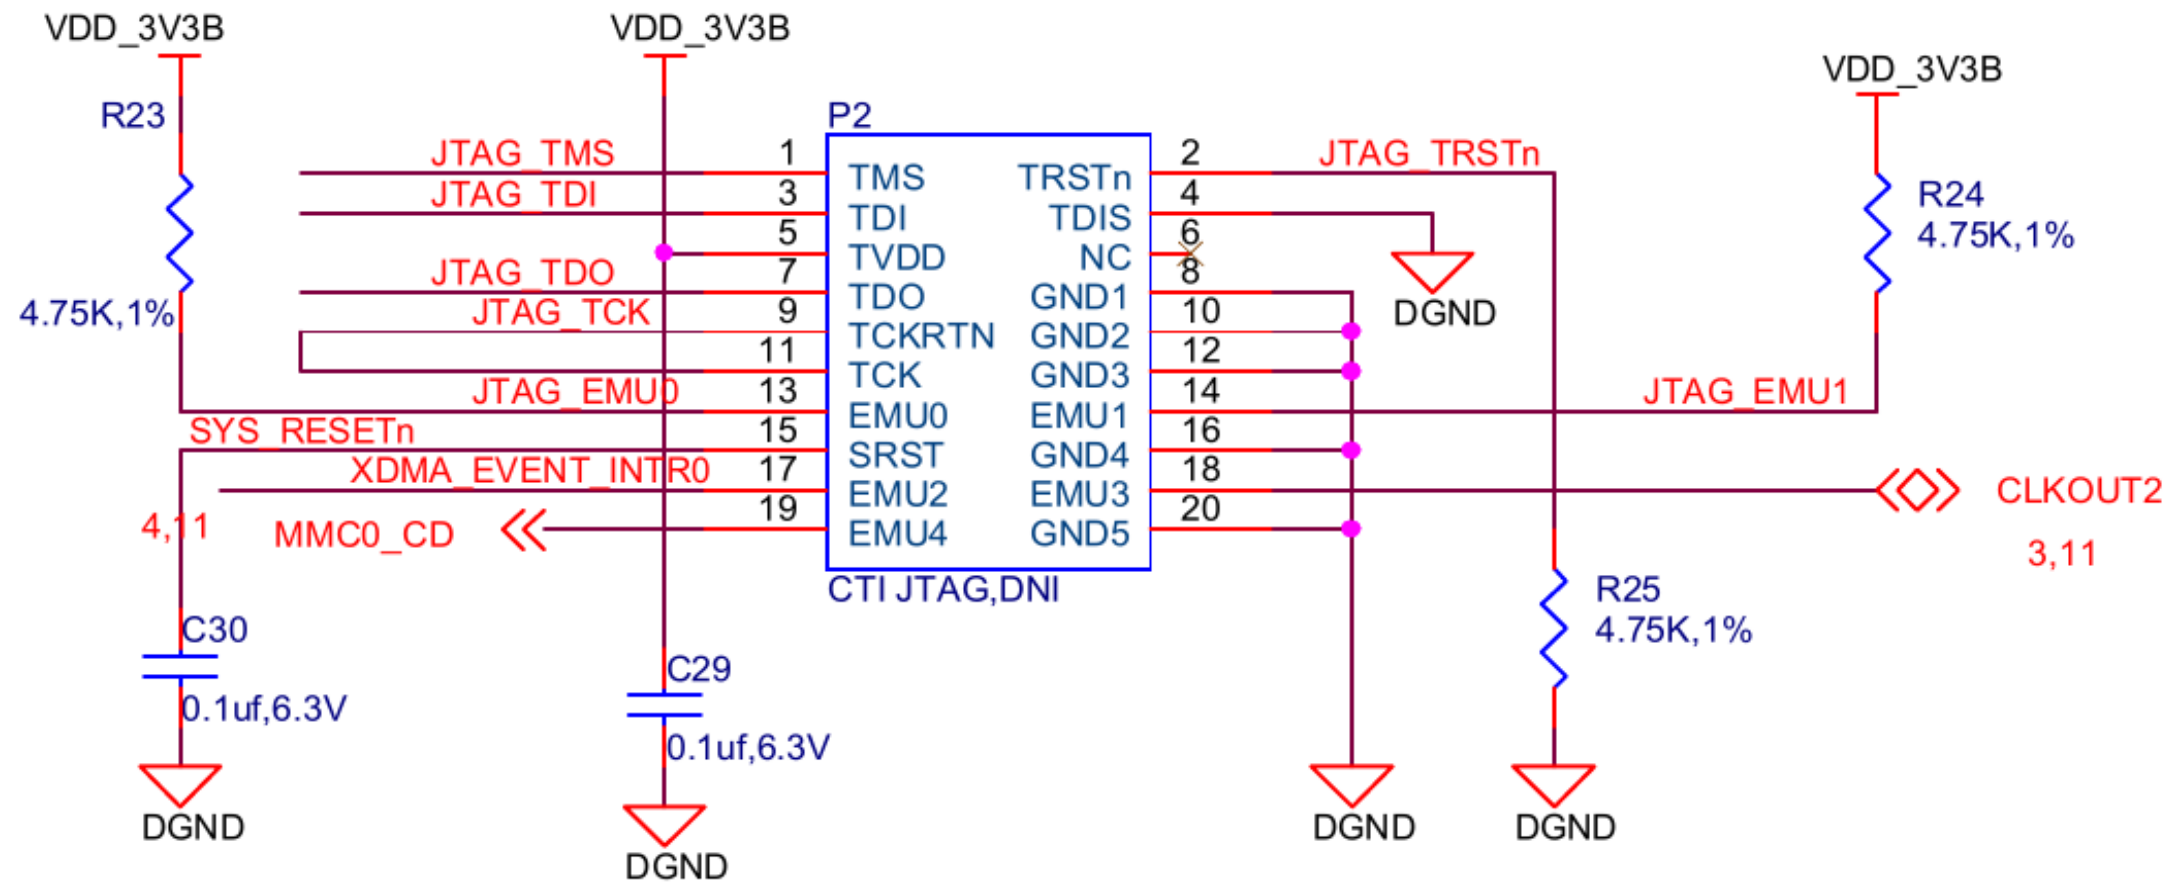 VDD_3V3B
VDD_3V3B
VDD_3V3B
R23
4.75K,1%
P2
JTAG_TMS
1
TMS
TRSTn
2
JTAG_TRSTn
JTAG_TDI
3
TDI
TDIS
4
5
TVDD
NC
6
JTAG_TDO
7
TDO
GND1
8
JTAG_TCK
9
TCKRTN
GND2
10
11
TCK
GND3
12
JTAG_EMU0
13
EMU0
EMU1
14
JTAG_EMU1
SYS_RESETn
15
SRST
GND4
16
XDMA_EVENT_INTR0
17
EMU2
EMU3
18
CLKOUT2
3,11
4,11
MMC0_CD
19
EMU4
GND5
20
CTI JTAG,DNI
R24
4.75K,1%
DGND
R25
4.75K,1%
C30
0.1uf,6.3V
DGND
C29
0.1uf,6.3V
DGND
DGND
DGND